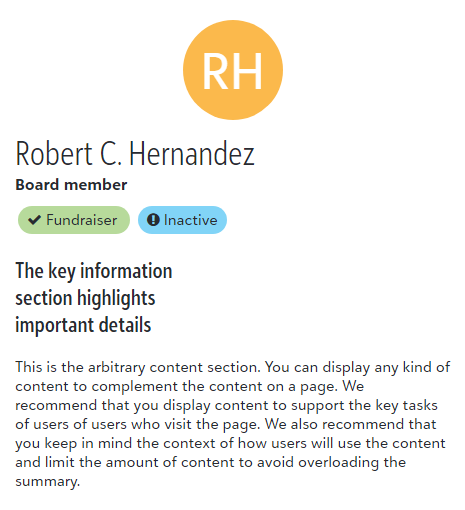 RH
Robert C. Hernandez
Board member
Fundraiser Inactive
The key information
section highlights
important details
This is the arbitrary content section. You can display any kind of
content to complement the content on a page. We
recommend that you display content to support the key tasks
of users of users who visit the page. We also recommend that
you keep in mind the context of how users will use the content
and limit the amount of content to avoid overloading the
summary.